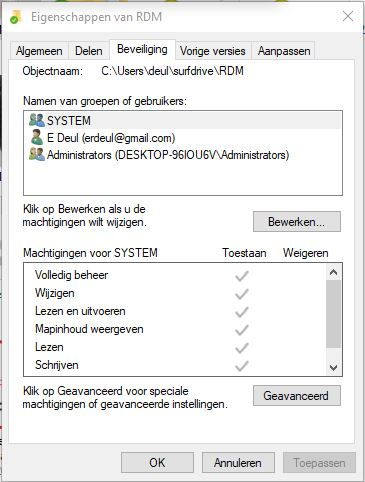 Eigenschappen van RDM
Algemeen Delen Beveiliging Vorige versies Aanpassen
Objectnaam: C:\Users\deul\surfdrive\RDM
Namen van groepen of gebruikers:
SYSTEM
E Deul (erdeul@gmail.com)
Administrators (DESKTOP-96IOU6V\Administrators)
Klik op Bewerken als u de
machtigingen wilt wijzigen.
Bewerken...
Machtigingen voor SYSTEM Toestaan Weigeren
Volledig beheer
Wijzigen
Lezen en uitvoeren
Mapinhoud weergeven
Lezen
Schrijven
Klik op Geavanceerd voor speciale
machtigingen of geavanceerde instellingen.
Geavanceerd
OK Annuleren Toepassen